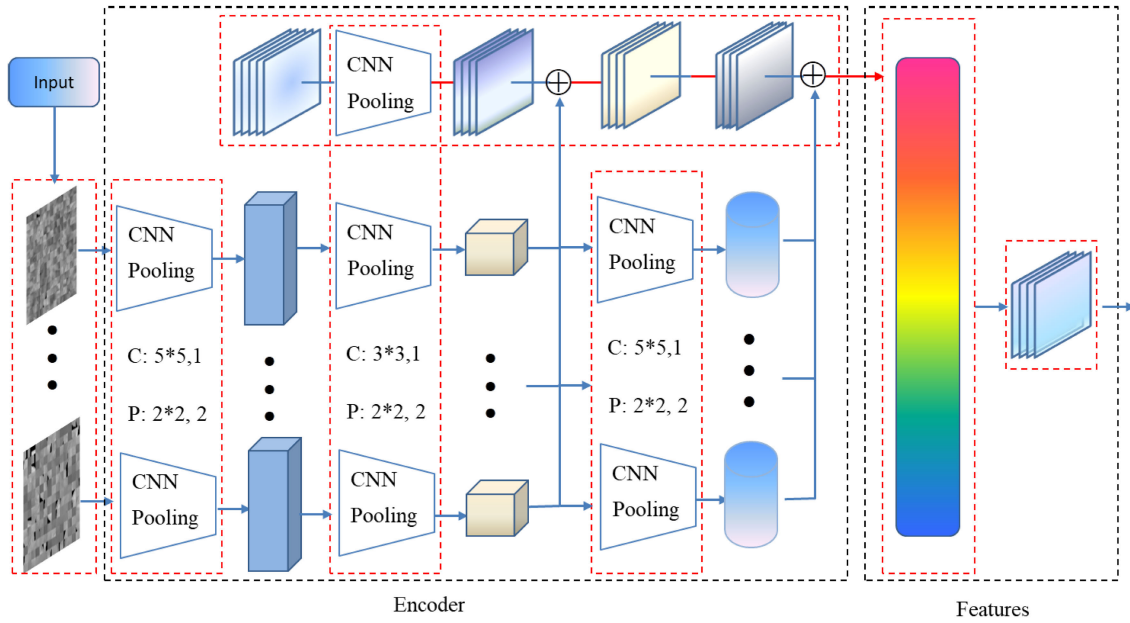 Input
CNN
Pooling
CNN
Pooling
CNN
Pooling
CNN
Pooling
C: 5*5,1
P: 2*2, 2
C: 3*3,1
P: 2*2, 2
C: 5*5,1
P: 2*2, 2
CNN
Pooling
CNN
Pooling
CNN
Pooling
Encoder
Features